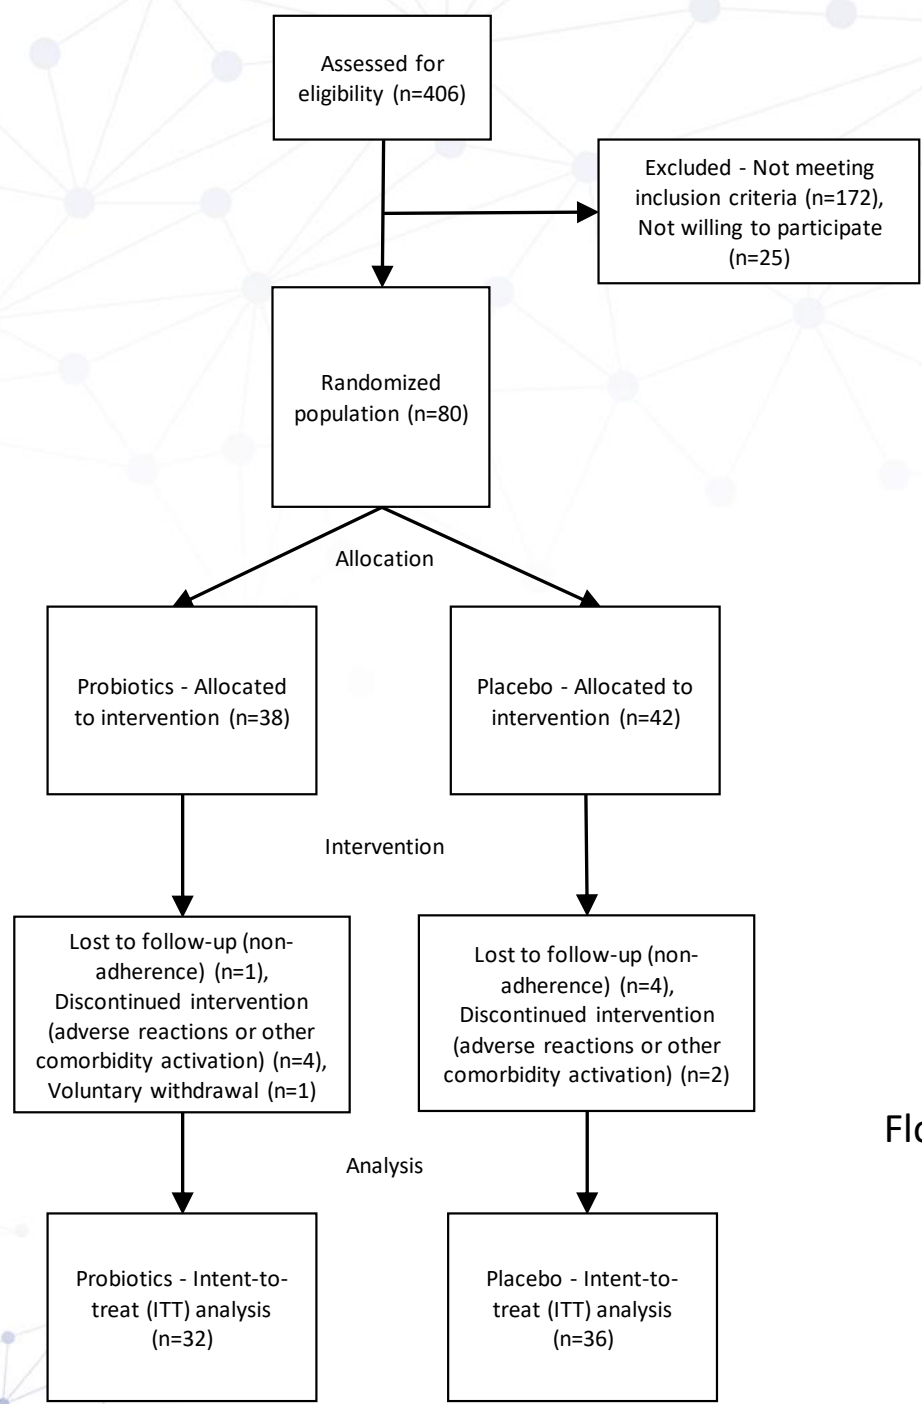 Assessed for
eligibility (n=406)
Excluded - Not meeting
inclusion criteria (n=172),
Not willing to participate
(n=25)
Randomized
population (n=80)
Allocation
Probiotics - Allocated
to intervention (n=38)
Placebo - Allocated to
intervention (n=42)
Intervention
Lost to follow-up (non-
adherence) (n=1),
Discontinued intervention
(adverse reactions or other
comorbidity activation) (n=4),
Voluntary withdrawal (n=1)
Lost to follow-up (non-
adherence) (n=4),
Discontinued intervention
(adverse reactions or other
comorbidity activation) (n=2)
Analysis
Probiotics - Intent-to-
treat (ITT) analysis
(n=32)
Placebo - Intent-to-
treat (ITT) analysis
(n=36)